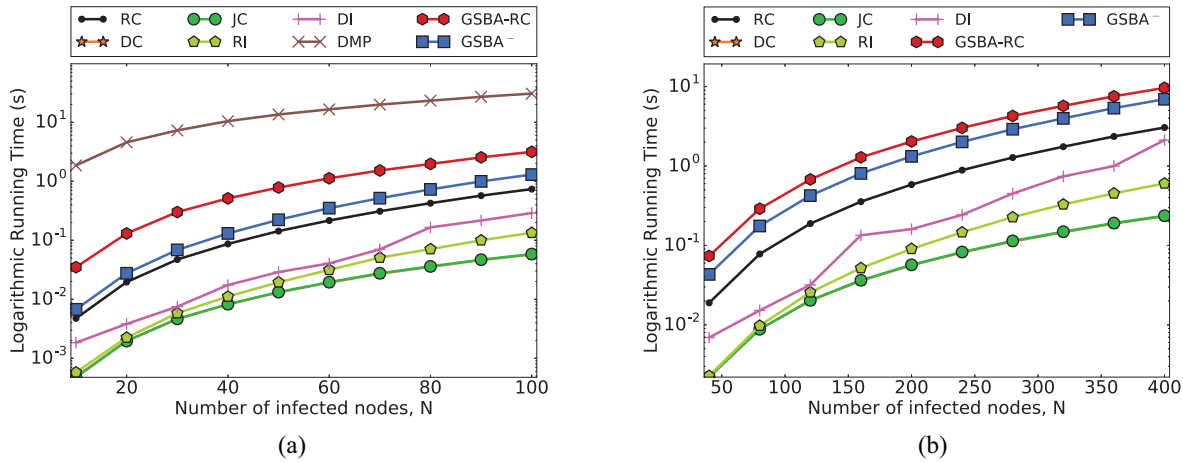 RC JC DI GSBA-RC
DC RI DMP GSBA⁻
Logarithmic Running Time (s)
10¹
10⁰
10⁻¹
10⁻²
10⁻³
20 40 60 80 100
Number of infected nodes, N
(a)
RC JC DI GSBA⁻
DC RI GSBA-RC
Logarithmic Running Time (s)
10¹
10⁰
10⁻¹
10⁻²
50 100 150 200 250 300 350 400
Number of infected nodes, N
(b)